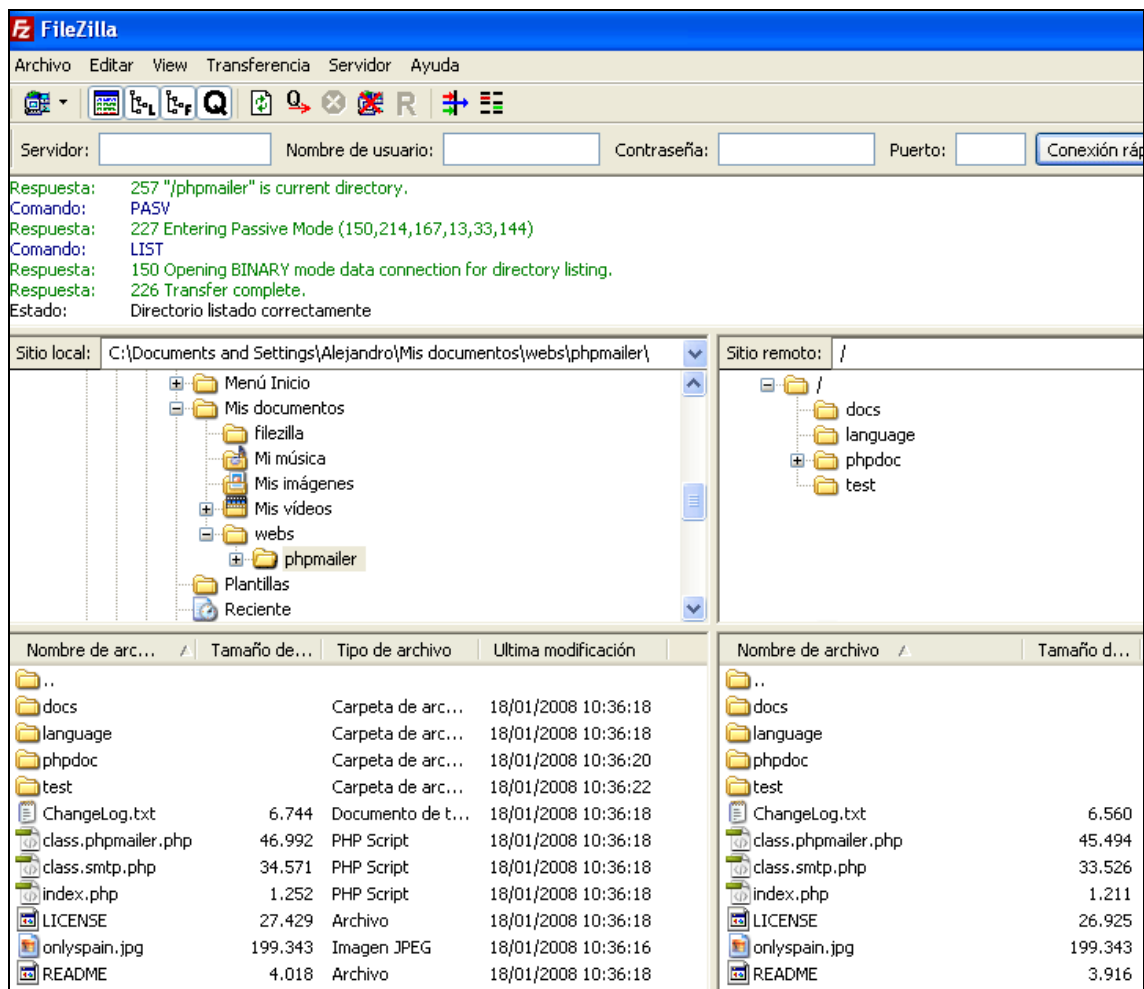 FileZilla
Archivo Editar View Transferencia Servidor Ayuda
Servidor: Nombre de usuario: Contraseña: Puerto: Conexión ráp
Respuesta: 257 "/phpmailer" is current directory.
Comando: PASV
Respuesta: 227 Entering Passive Mode (150,214,167,13,33,144)
Comando: LIST
Respuesta: 150 Opening BINARY mode data connection for directory listing.
Respuesta: 226 Transfer complete.
Estado: Directorio listado correctamente
Sitio local: C:\Documents and Settings\Alejandro\Mis documentos\webs\phpmailer\
Menú Inicio
Mis documentos
filezilla
Mi música
Mis imágenes
Mis vídeos
webs
phpmailer
Plantillas
Reciente
Sitio remoto: /
/
docs
language
phpdoc
test
Nombre de arc... Tamaño de... Tipo de archivo Ultima modificación
..
docs Carpeta de arc... 18/01/2008 10:36:18
language Carpeta de arc... 18/01/2008 10:36:18
phpdoc Carpeta de arc... 18/01/2008 10:36:20
test Carpeta de arc... 18/01/2008 10:36:22
ChangeLog.txt 6.744 Documento de t... 18/01/2008 10:36:18
class.phpmailer.php 46.992 PHP Script 18/01/2008 10:36:18
class.smtp.php 34.571 PHP Script 18/01/2008 10:36:18
index.php 1.252 PHP Script 18/01/2008 10:36:18
LICENSE 27.429 Archivo 18/01/2008 10:36:18
onlyspain.jpg 199.343 Imagen JPEG 18/01/2008 10:36:16
README 4.018 Archivo 18/01/2008 10:36:18
Nombre de archivo Tamaño d...
..
docs
language
phpdoc
test
ChangeLog.txt 6.560
class.phpmailer.php 45.494
class.smtp.php 33.526
index.php 1.211
LICENSE 26.925
onlyspain.jpg 199.343
README 3.916